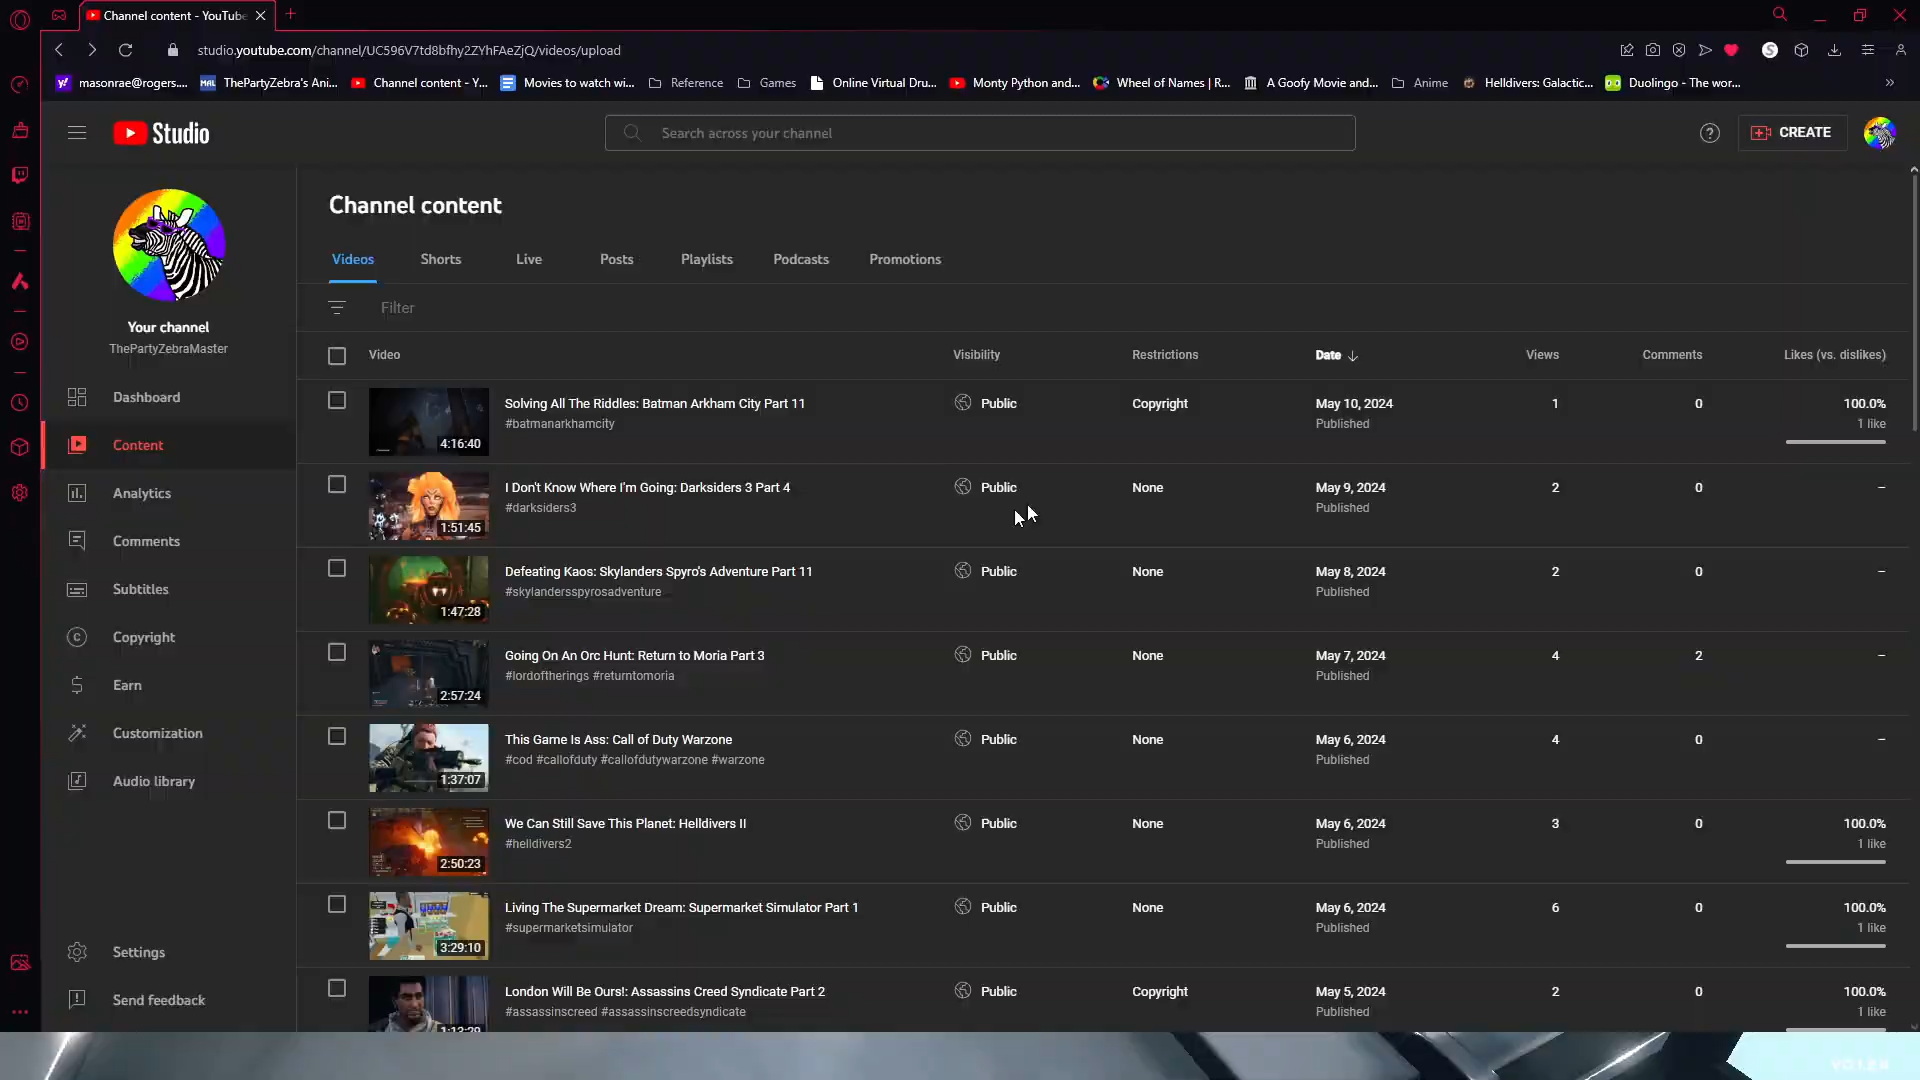 Channel content - YouTube
studio.youtube.com/channel/UC596V7td8bfhy2ZYhFAeZjQ/videos/upload
masonrae@rogers.... MAL ThePartyZebra's Ani... Channel content - Y... Movies to watch wi... Reference Games Online Virtual Dru... Monty Python and... Wheel of Names | R... A Goofy Movie and... Anime Helldivers: Galactic... Duolingo - The wor... »
Studio
Search across your channel
CREATE
Channel content
Videos Shorts Live Posts Playlists Podcasts Promotions
Filter
Your channel
ThePartyZebraMaster
Dashboard
Content
Analytics
Comments
Subtitles
Copyright
Earn
Customization
Audio library
Settings
Send feedback
Video Visibility Restrictions Date Views Comments Likes (vs. dislikes)
4:16:40 Solving All The Riddles: Batman Arkham City Part 11 Public Copyright May 10, 2024 1 0 100.0%
#batmanarkhamcity Published 1 like
1:51:45 I Don't Know Where I'm Going: Darksiders 3 Part 4 Public None May 9, 2024 2 0 –
#darksiders3 Published
1:47:28 Defeating Kaos: Skylanders Spyro's Adventure Part 11 Public None May 8, 2024 2 0 –
#skylandersspyrosadventure Published
2:57:24 Going On An Orc Hunt: Return to Moria Part 3 Public None May 7, 2024 4 2 –
#lordoftherings #returntomoria Published
1:37:07 This Game Is Ass: Call of Duty Warzone Public None May 6, 2024 4 0 –
#cod #callofduty #callofdutywarzone #warzone Published
2:50:23 We Can Still Save This Planet: Helldivers II Public None May 6, 2024 3 0 100.0%
#helldivers2 Published 1 like
3:29:10 Living The Supermarket Dream: Supermarket Simulator Part 1 Public None May 6, 2024 6 0 100.0%
#supermarketsimulator Published 1 like
1:13:29 London Will Be Ours!: Assassins Creed Syndicate Part 2 Public Copyright May 5, 2024 2 0 100.0%
#assassinscreed #assassinscreedsyndicate Published 1 like